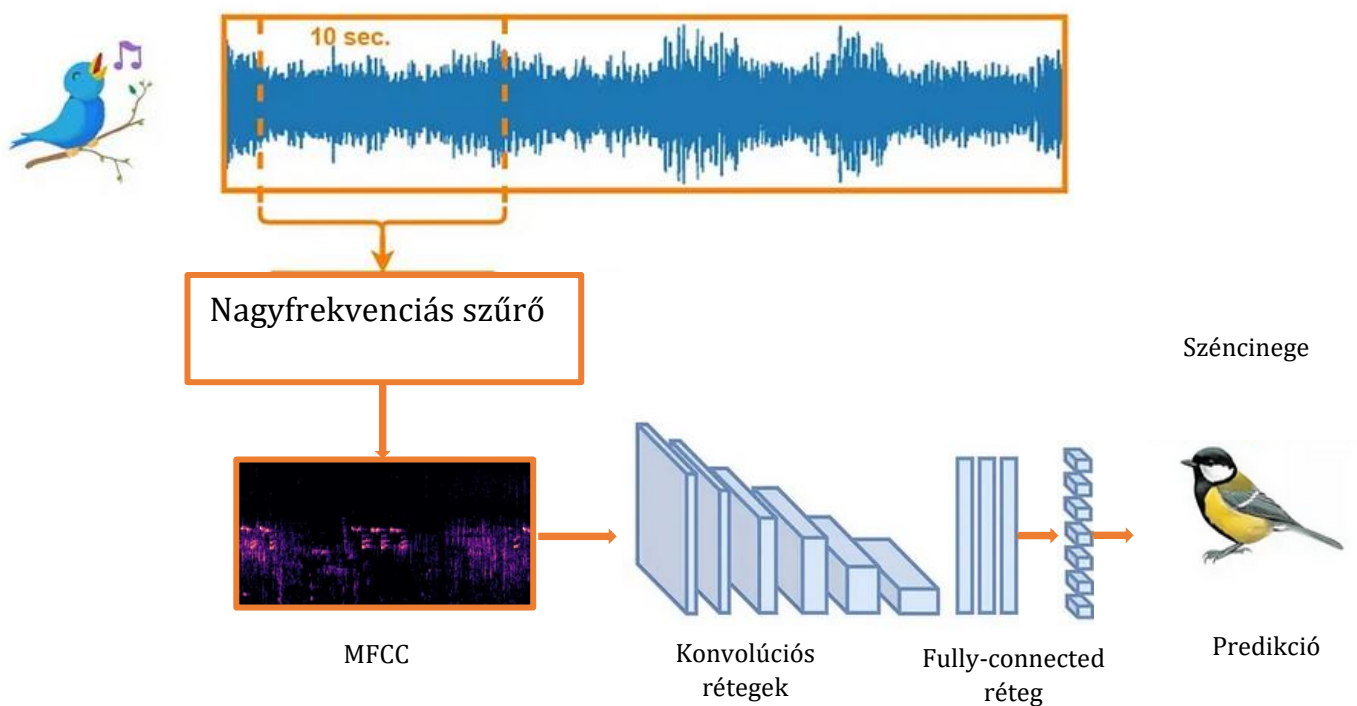 10 sec.
Nagyfrekvenciás szűrő
Széncinege
MFCC
Konvolúciós
rétegek
Fully-connected
réteg
Predikció